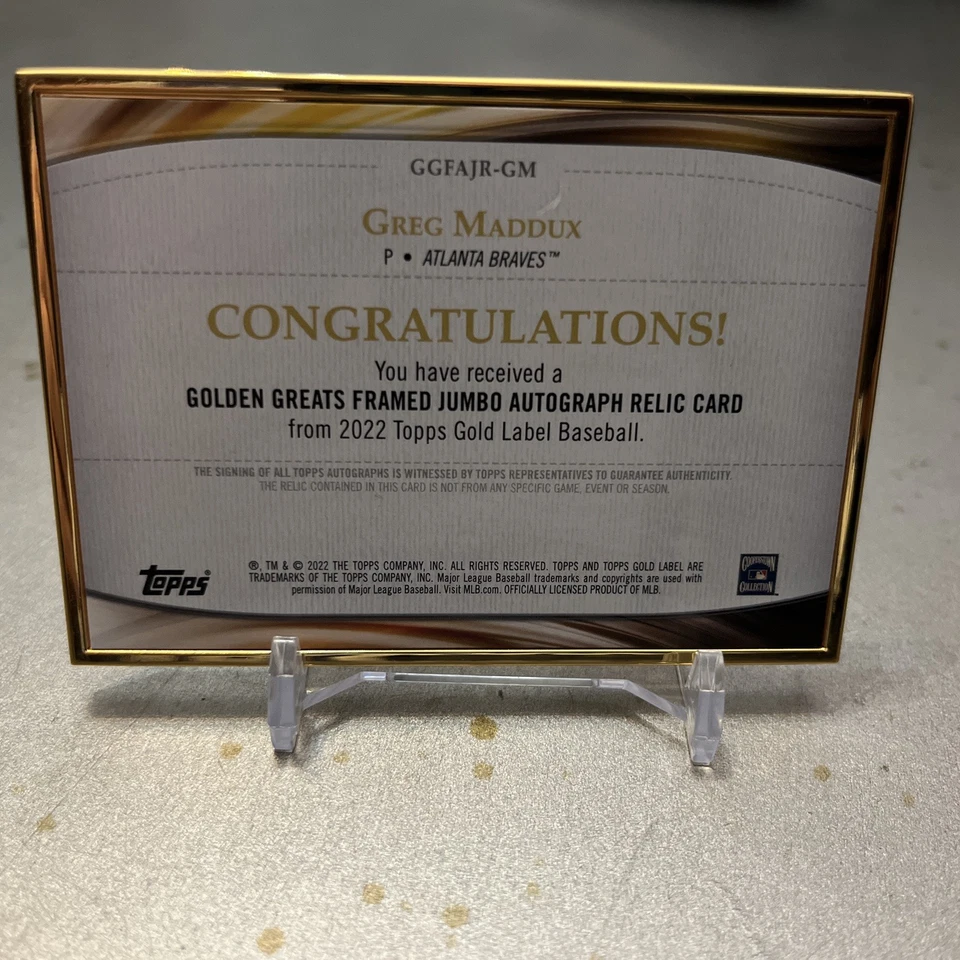 GGFAJR-GM
GREG MADDUX
P • ATLANTA BRAVES™
CONGRATULATIONS!
You have received a
GOLDEN GREATS FRAMED JUMBO AUTOGRAPH RELIC CARD
from 2022 Topps Gold Label Baseball.
THE SIGNING OF ALL TOPPS AUTOGRAPHS IS WITNESSED BY TOPPS REPRESENTATIVES TO GUARANTEE AUTHENTICITY.
THE RELIC CONTAINED IN THIS CARD IS NOT FROM ANY SPECIFIC GAME, EVENT OR SEASON.
topps®
®, TM & © 2022 THE TOPPS COMPANY, INC. ALL RIGHTS RESERVED. TOPPS AND TOPPS GOLD LABEL ARE
TRADEMARKS OF THE TOPPS COMPANY, INC. Major League Baseball trademarks and copyrights are used with
permission of Major League Baseball. Visit MLB.com. OFFICIALLY LICENSED PRODUCT OF MLB.
COOPERSTOWN
COLLECTION™